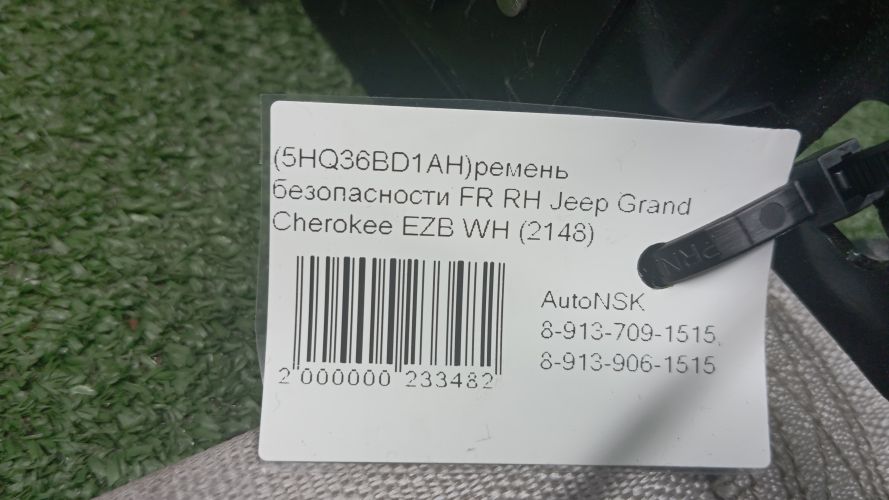 (5HQ36BD1AH)ремень
безопасности FR RH Jeep Grand
Cherokee EZB WH (2148)
AutoNSK
8-913-709-1515,
8-913-906-1515
2 000000 233482
PRN